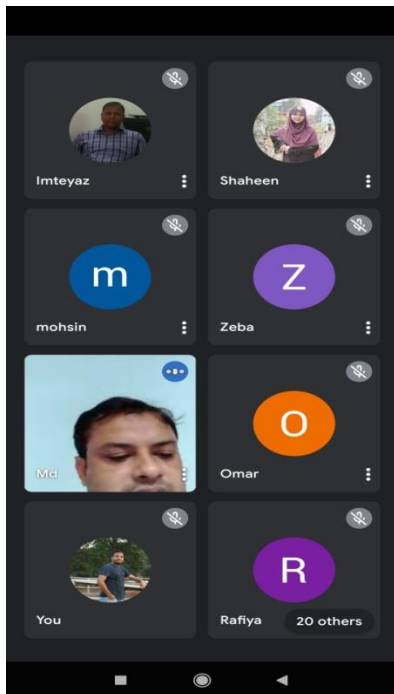 Imteyaz
Shaheen
m
mohsin
Z
Zeba
Md
O
Omar
You
R
Rafiya
20 others